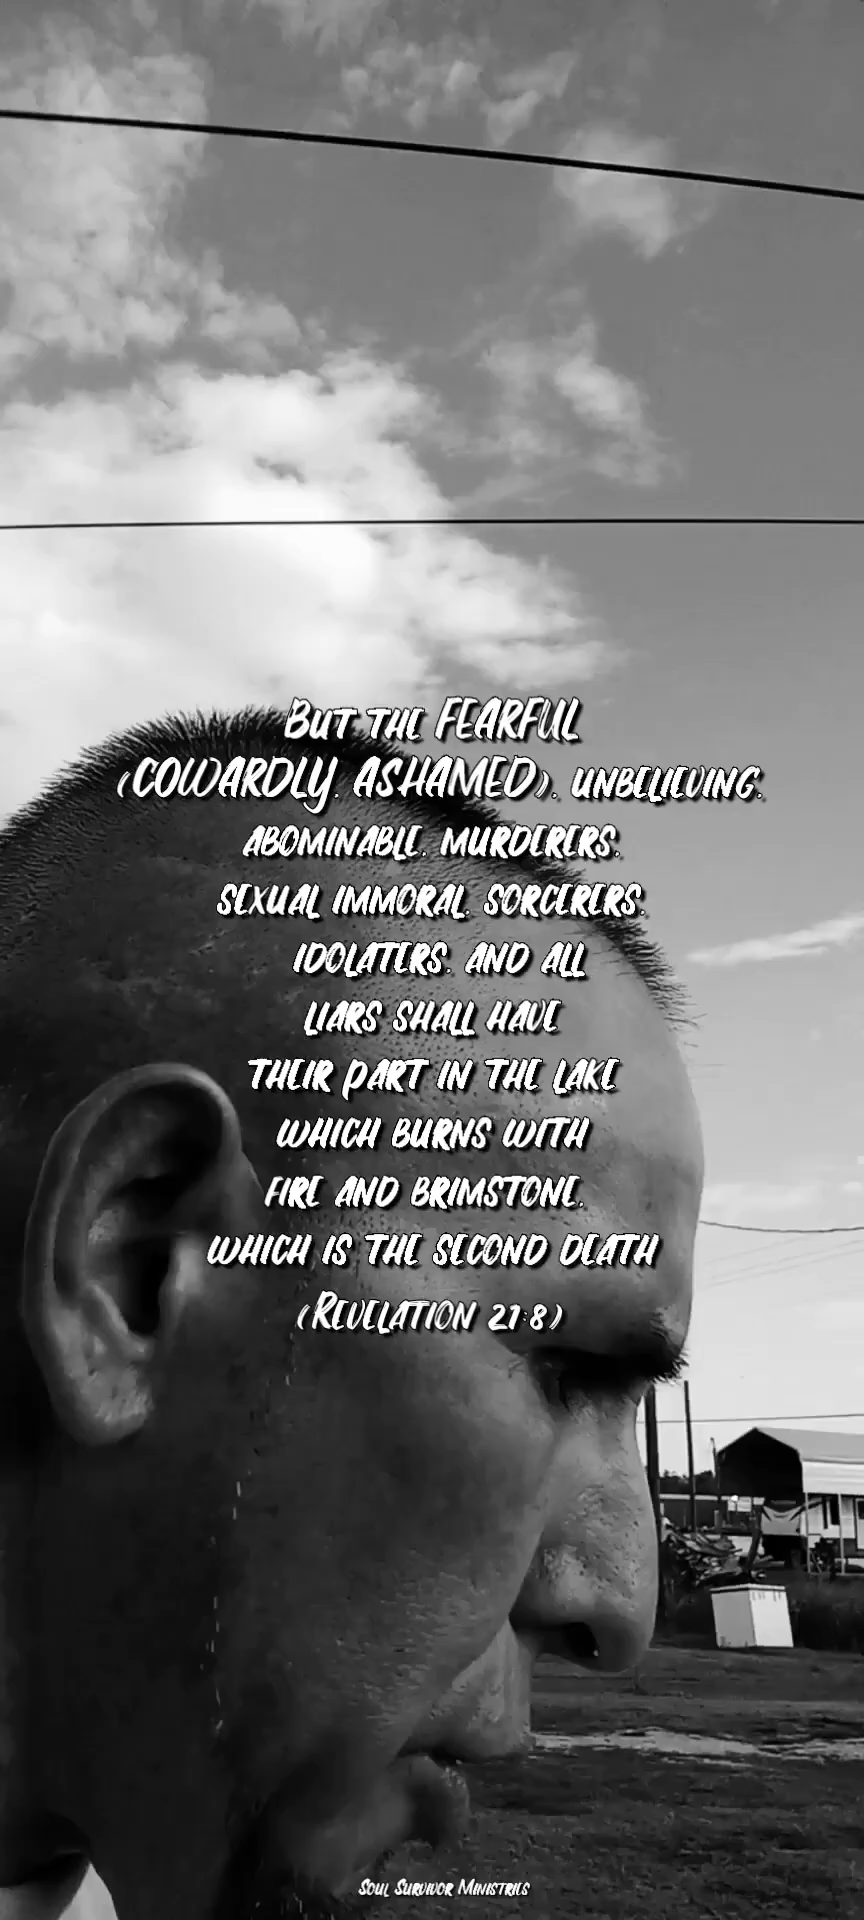 But the FEARFUL
(COWARDLY, ASHAMED), unbelieving,
abominable, murderers,
sexual immoral, sorcerers,
idolaters, and all
liars shall have
their part in the lake
which burns with
fire and brimstone,
which is the second death
(Revelation 21:8)
Soul Survivor Ministries